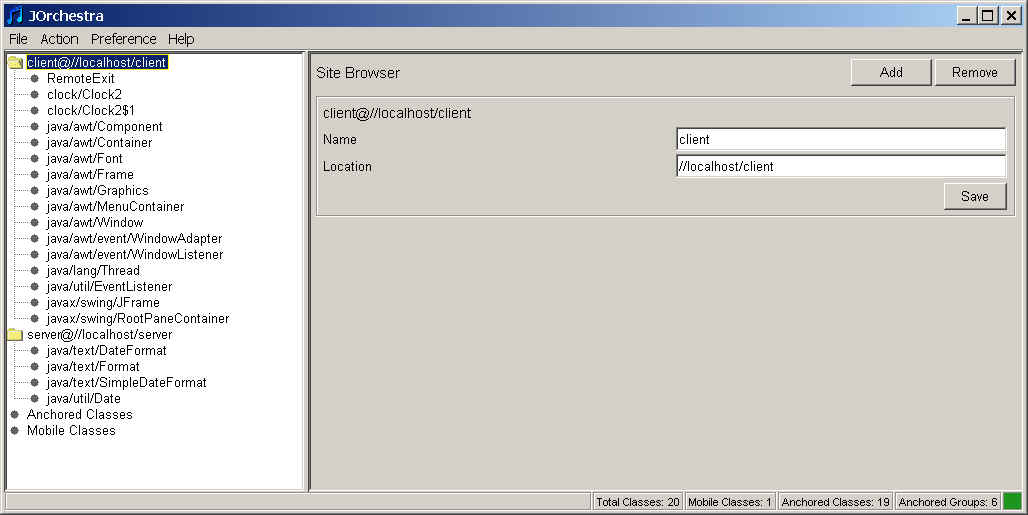 JOrchestra
File Action Preference Help
client@//localhost/client
RemoteExit
clock/Clock2
clock/Clock2$1
java/awt/Component
java/awt/Container
java/awt/Font
java/awt/Frame
java/awt/Graphics
java/awt/MenuContainer
java/awt/Window
java/awt/event/WindowAdapter
java/awt/event/WindowListener
java/lang/Thread
java/util/EventListener
javax/swing/JFrame
javax/swing/RootPaneContainer
server@//localhost/server
java/text/DateFormat
java/text/Format
java/text/SimpleDateFormat
java/util/Date
Anchored Classes
Mobile Classes
Site Browser Add Remove
client@//localhost/client
Name client
Location //localhost/client
Save
Total Classes: 20 Mobile Classes: 1 Anchored Classes: 19 Anchored Groups: 6